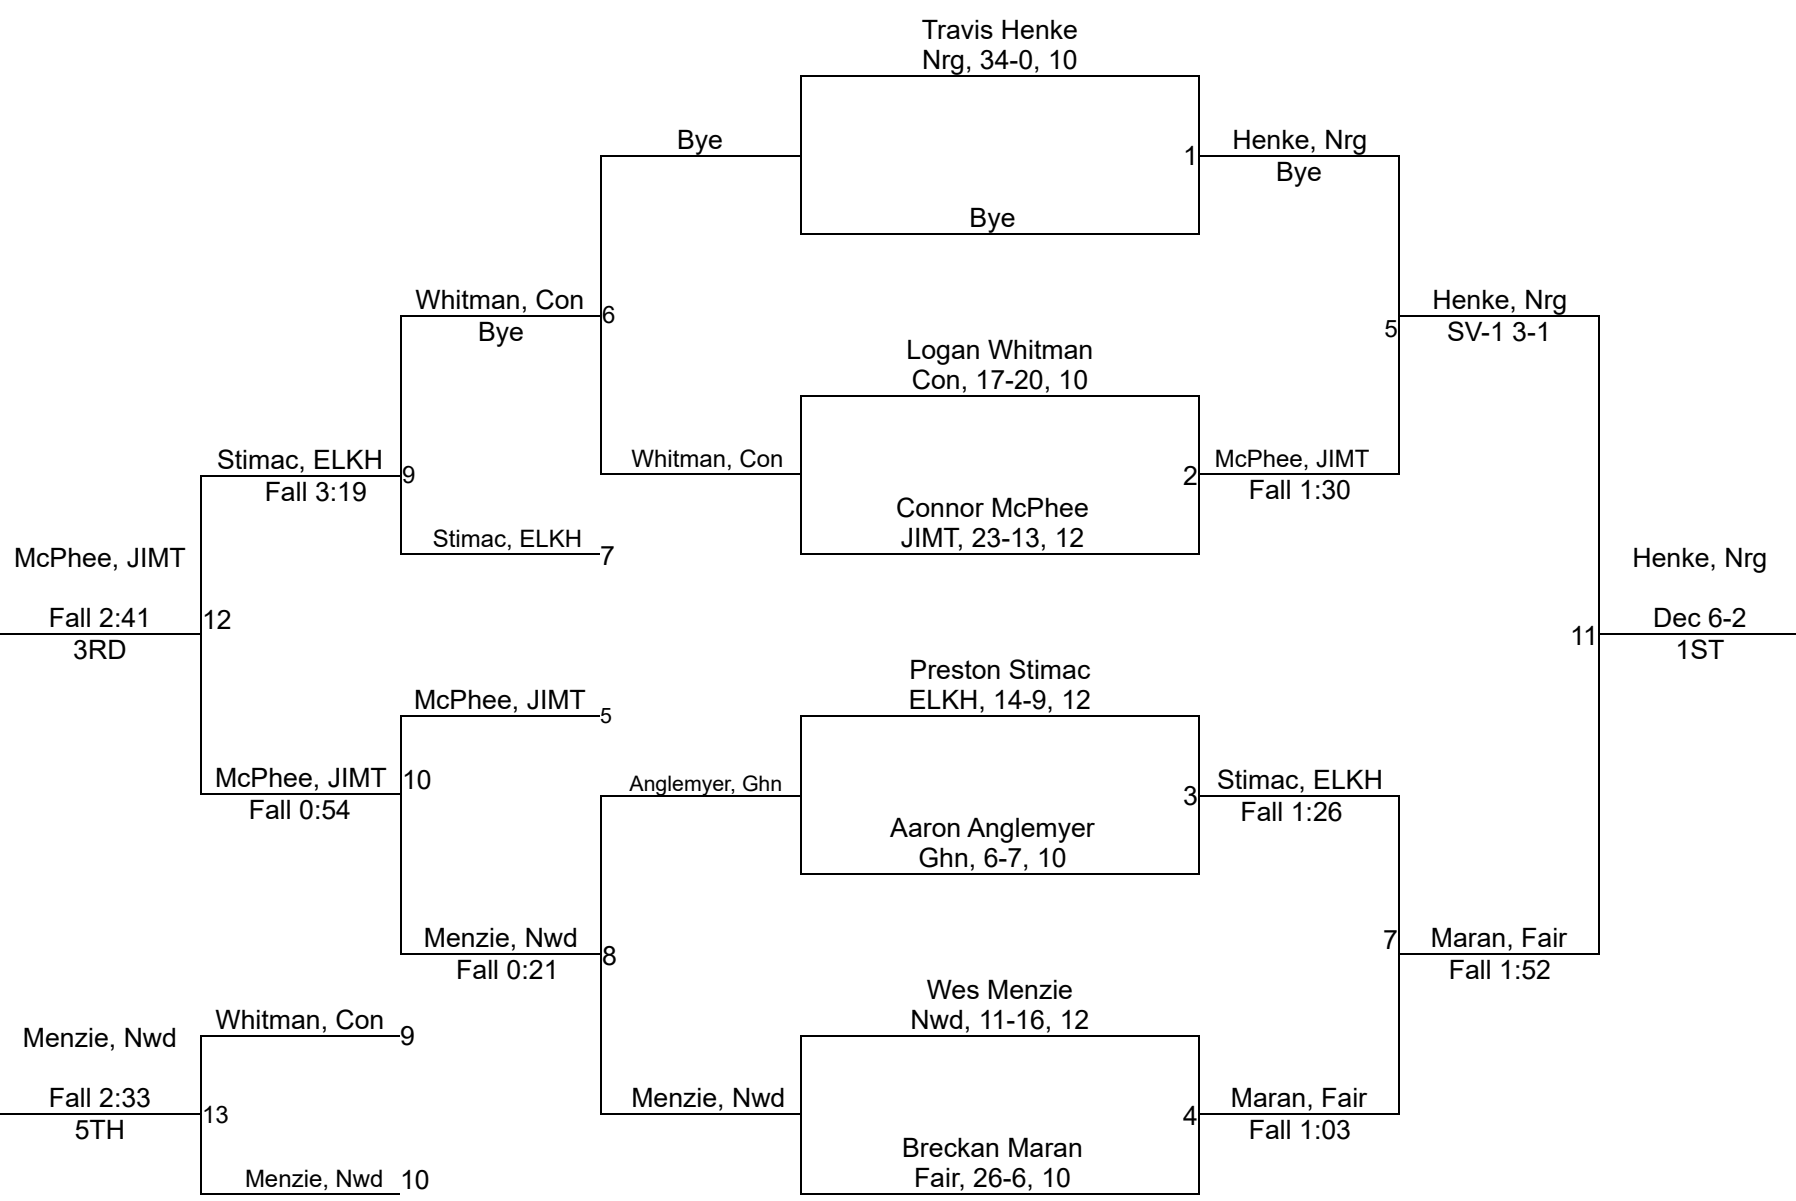 Travis Henke
Nrg, 34-0, 10
Bye
1
Henke, Nrg
Bye
Bye
Whitman, Con
6
Bye
Henke, Nrg
5
SV-1 3-1
Logan Whitman
Con, 17-20, 10
Stimac, ELKH
9
Fall 3:19
Whitman, Con
2
McPhee, JIMT
Fall 1:30
Connor McPhee
JIMT, 23-13, 12
Stimac, ELKH
7
McPhee, JIMT
Fall 2:41
3RD
12
Henke, Nrg
Dec 6-2
11
1ST
Preston Stimac
ELKH, 14-9, 12
McPhee, JIMT
5
McPhee, JIMT
10
Fall 0:54
Anglemyer, Ghn
3
Stimac, ELKH
Fall 1:26
Aaron Anglemyer
Ghn, 6-7, 10
Menzie, Nwd
8
Fall 0:21
7
Maran, Fair
Fall 1:52
Wes Menzie
Nwd, 11-16, 12
Whitman, Con
9
Menzie, Nwd
Fall 2:33
5TH
13
Menzie, Nwd
4
Maran, Fair
Fall 1:03
Breckan Maran
Fair, 26-6, 10
Menzie, Nwd
10